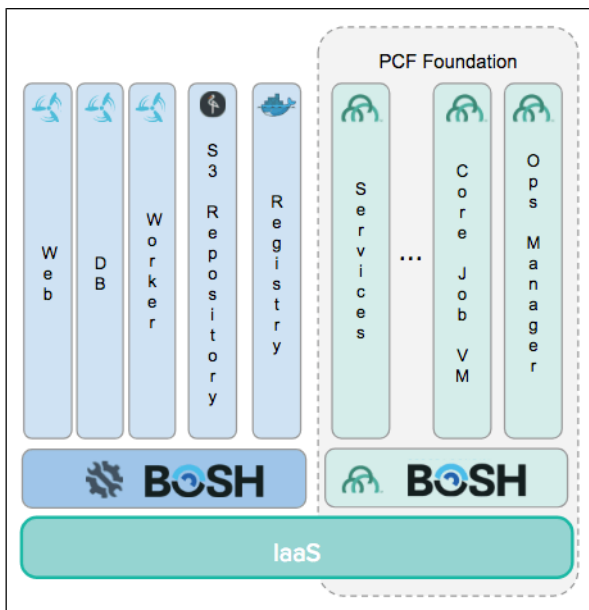 PCF Foundation
Web
DB
Worker
S3 Repository
Registry
Services
...
Core Job VM
Ops Manager
BOSH
BOSH
IaaS